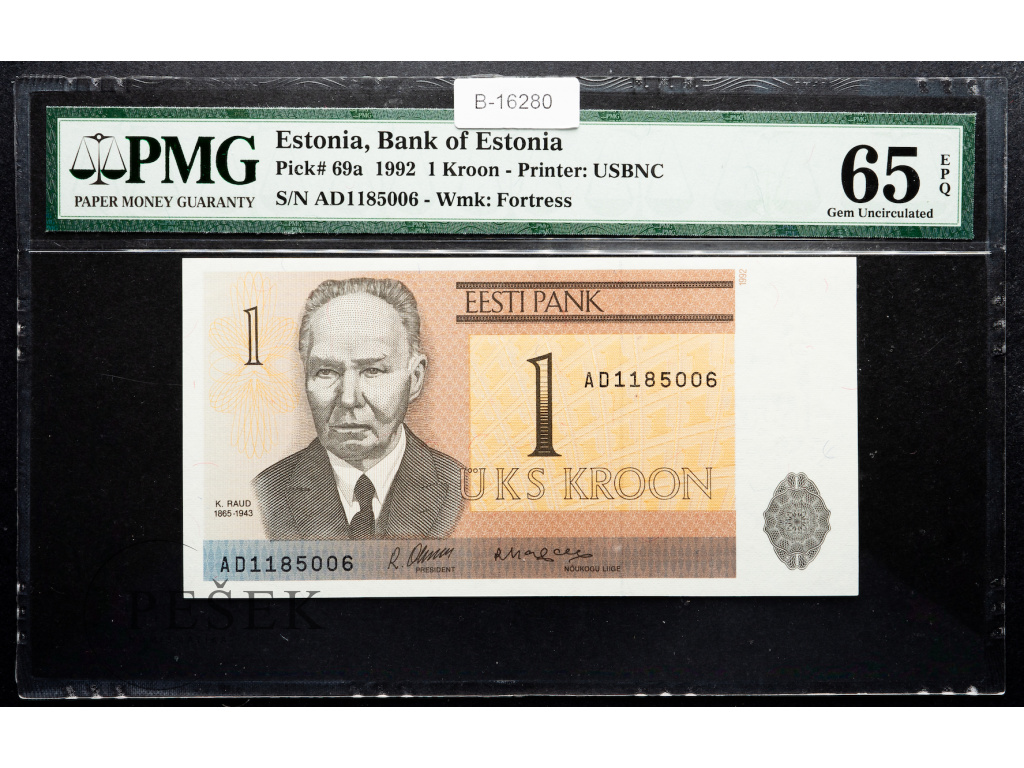 B-16280
PMG
PAPER MONEY GUARANTY
Estonia, Bank of Estonia
Pick# 69a 1992 1 Kroon - Printer: USBNC
S/N AD1185006 - Wmk: Fortress
65
EPQ
Gem Uncirculated
1
EESTI PANK
1992
1
AD1185006
ÜKS KROON
K. RAUD
1865-1943
AD1185006
PRESIDENT
NÕUKOGU LIIGE
PEŠEK